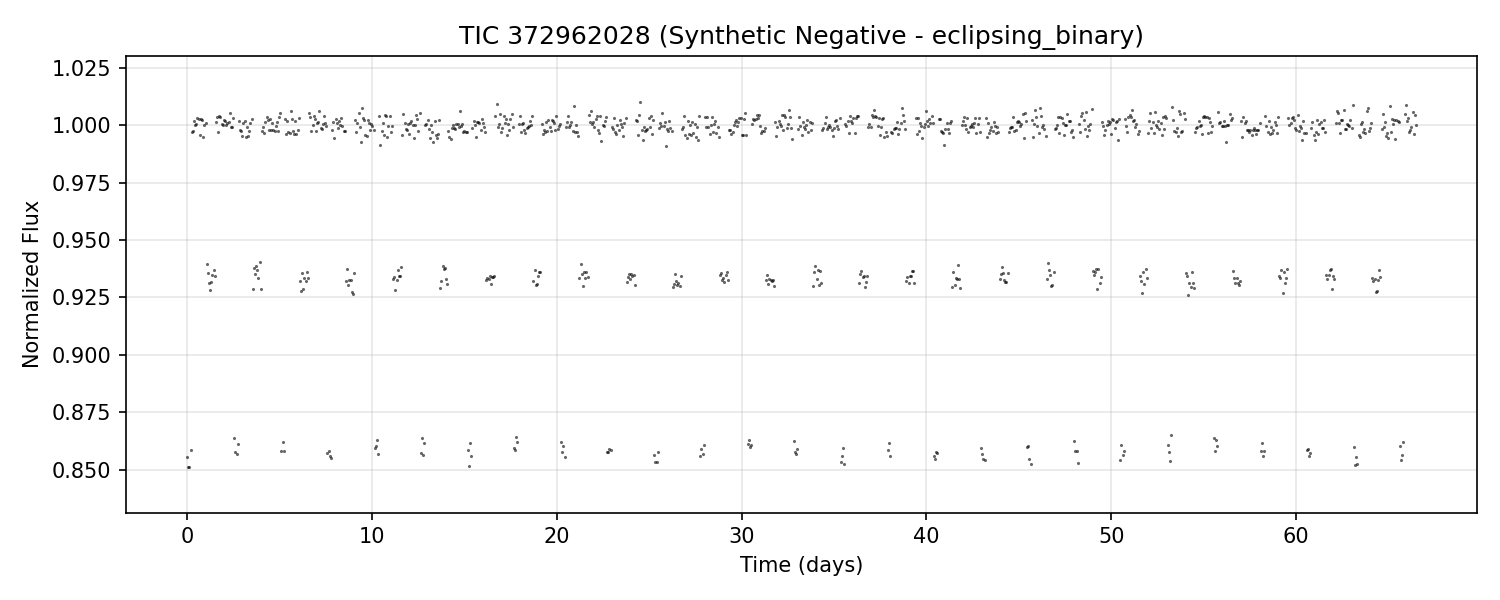 TIC 372962028 (Synthetic Negative - eclipsing_binary)
1.025
1.000
0.975
0.950
0.925
0.900
0.875
0.850
Normalized Flux
0 10 20 30 40 50 60
Time (days)